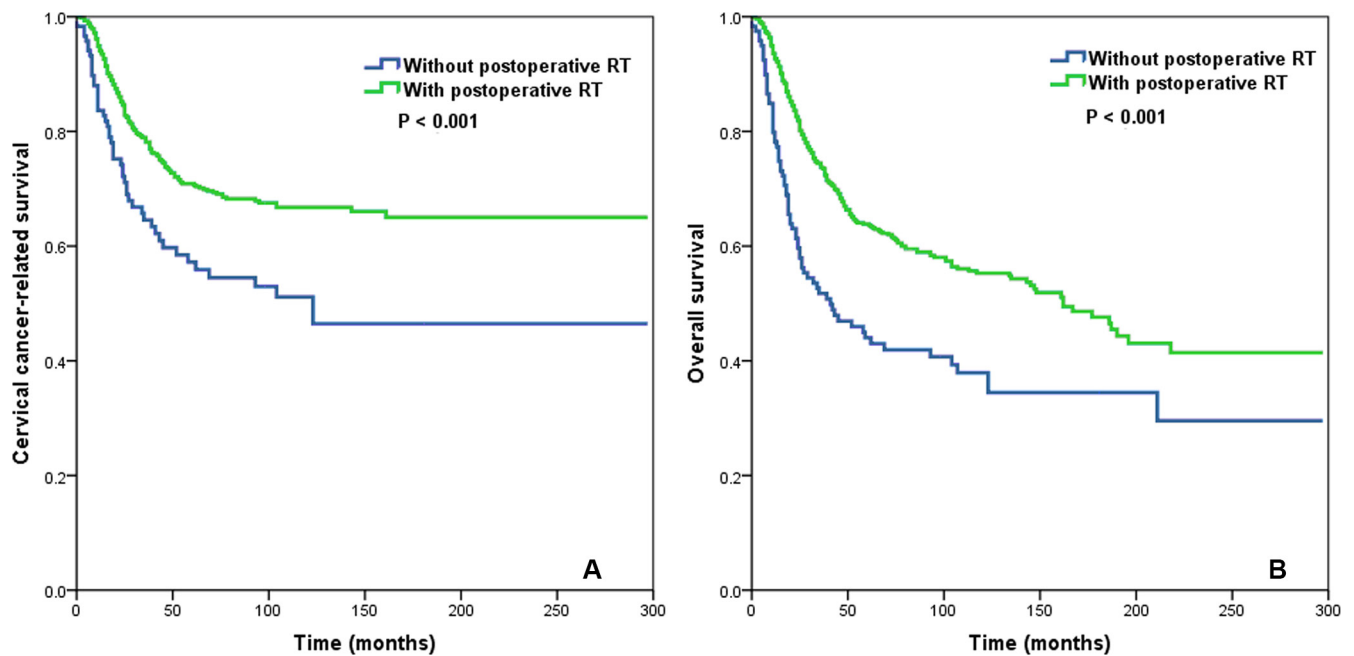 Cervical cancer-related survival
1.0
0.8
0.6
0.4
0.2
0.0
Without postoperative RT
With postoperative RT
P < 0.001
A
0 50 100 150 200 250 300
Time (months)
Overall survival
1.0
0.8
0.6
0.4
0.2
0.0
Without postoperative RT
With postoperative RT
P < 0.001
B
0 50 100 150 200 250 300
Time (months)